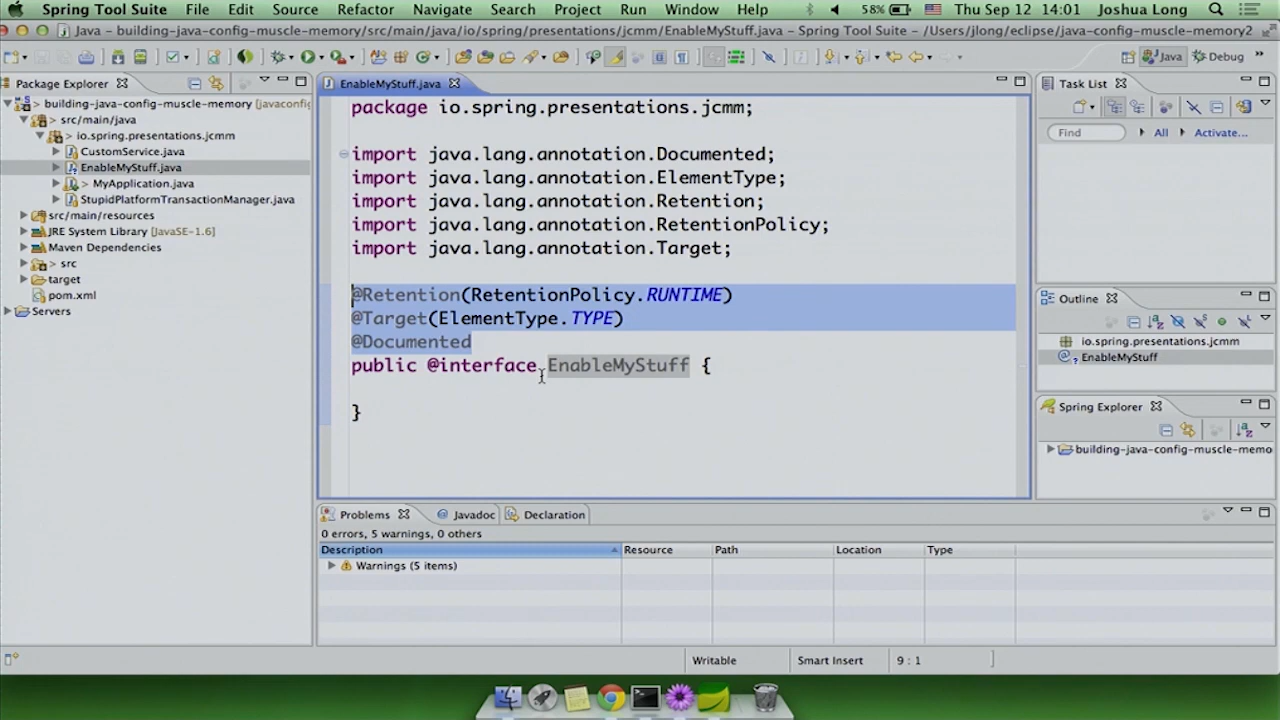 Spring Tool Suite File Edit Source Refactor Navigate Search Project Run Window Help 58% Thu Sep 12 14:01 Joshua Long
Java - building-java-config-muscle-memory/src/main/java/io/spring/presentations/jcmm/EnableMyStuff.java - Spring Tool Suite - /Users/jlong/eclipse/workspaces/config-muscle-memory2
Java Debug
Package Explorer
building-java-config-muscle-memory [javaconfig
src/main/java
> io.spring.presentations.jcmm
CustomService.java
EnableMyStuff.java
> MyApplication.java
StupidPlatformTransactionManager.java
src/main/resources
JRE System Library [JavaSE-1.6]
Maven Dependencies
> src
target
pom.xml
Servers
EnableMyStuff.java
package io.spring.presentations.jcmm;
import java.lang.annotation.Documented;
import java.lang.annotation.ElementType;
import java.lang.annotation.Retention;
import java.lang.annotation.RetentionPolicy;
import java.lang.annotation.Target;
@Retention(RetentionPolicy.RUNTIME)
@Target(ElementType.TYPE)
@Documented
public @interface EnableMyStuff {
}
Task List
Find All Activate...
Outline
io.spring.presentations.jcmm
EnableMyStuff
Spring Explorer
building-java-config-muscle-memo
Problems Javadoc Declaration
0 errors, 5 warnings, 0 others
Description Resource Path Location Type
Warnings (5 items)
Writable Smart Insert 9 : 1